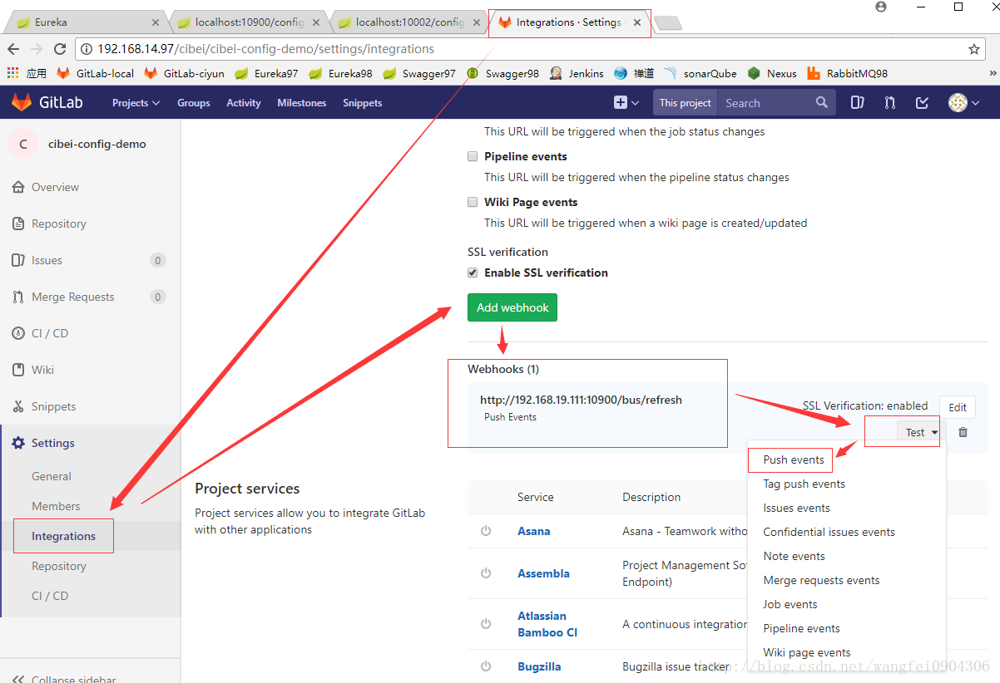 Eureka
localhost:10900/config
localhost:10002/config
Integrations · Settings
192.168.14.97/cibei/cibei-config-demo/settings/integrations
应用 GitLab-local GitLab-ciyun Eureka97 Eureka98 Swagger97 Swagger98 Jenkins 禅道 sonarQube Nexus RabbitMQ98 »
GitLab Projects Groups Activity Milestones Snippets This project Search
C cibei-config-demo
Overview
Repository
Issues 0
Merge Requests 0
CI / CD
Wiki
Snippets
Settings
General
Members
Integrations
Repository
CI / CD
Collapse sidebar
This URL will be triggered when the job status changes
Pipeline events
This URL will be triggered when the pipeline status changes
Wiki Page events
This URL will be triggered when a wiki page is created/updated
SSL verification
Enable SSL verification
Add webhook
Webhooks (1)
http://192.168.19.111:10900/bus/refresh
Push Events
SSL Verification: enabled Edit
Test
Push events
Tag push events
Issues events
Confidential issues events
Note events
Merge requests events
Job events
Pipeline events
Wiki page events
Project services
Project services allow you to integrate GitLab
with other applications
Service Description
Asana Asana - Teamwork witho
Assembla Project Management Sof
Endpoint)
Atlassian
Bamboo CI A continuous integration
Bugzilla Bugzilla issue tracker
http://blog.csdn.net/wangfei0904306